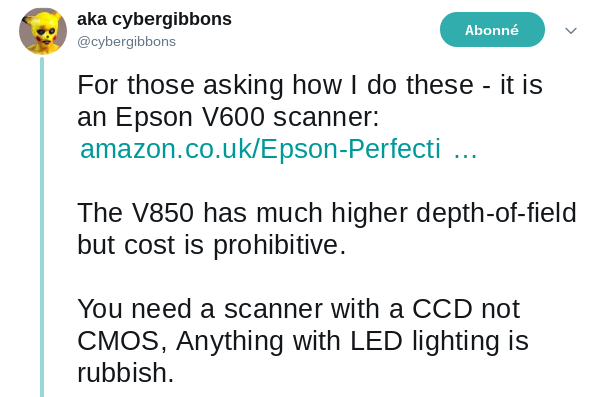 aka cybergibbons
@cybergibbons
Abonné
For those asking how I do these - it is
an Epson V600 scanner:
amazon.co.uk/Epson-Perfecti …
The V850 has much higher depth-of-field
but cost is prohibitive.
You need a scanner with a CCD not
CMOS, Anything with LED lighting is
rubbish.